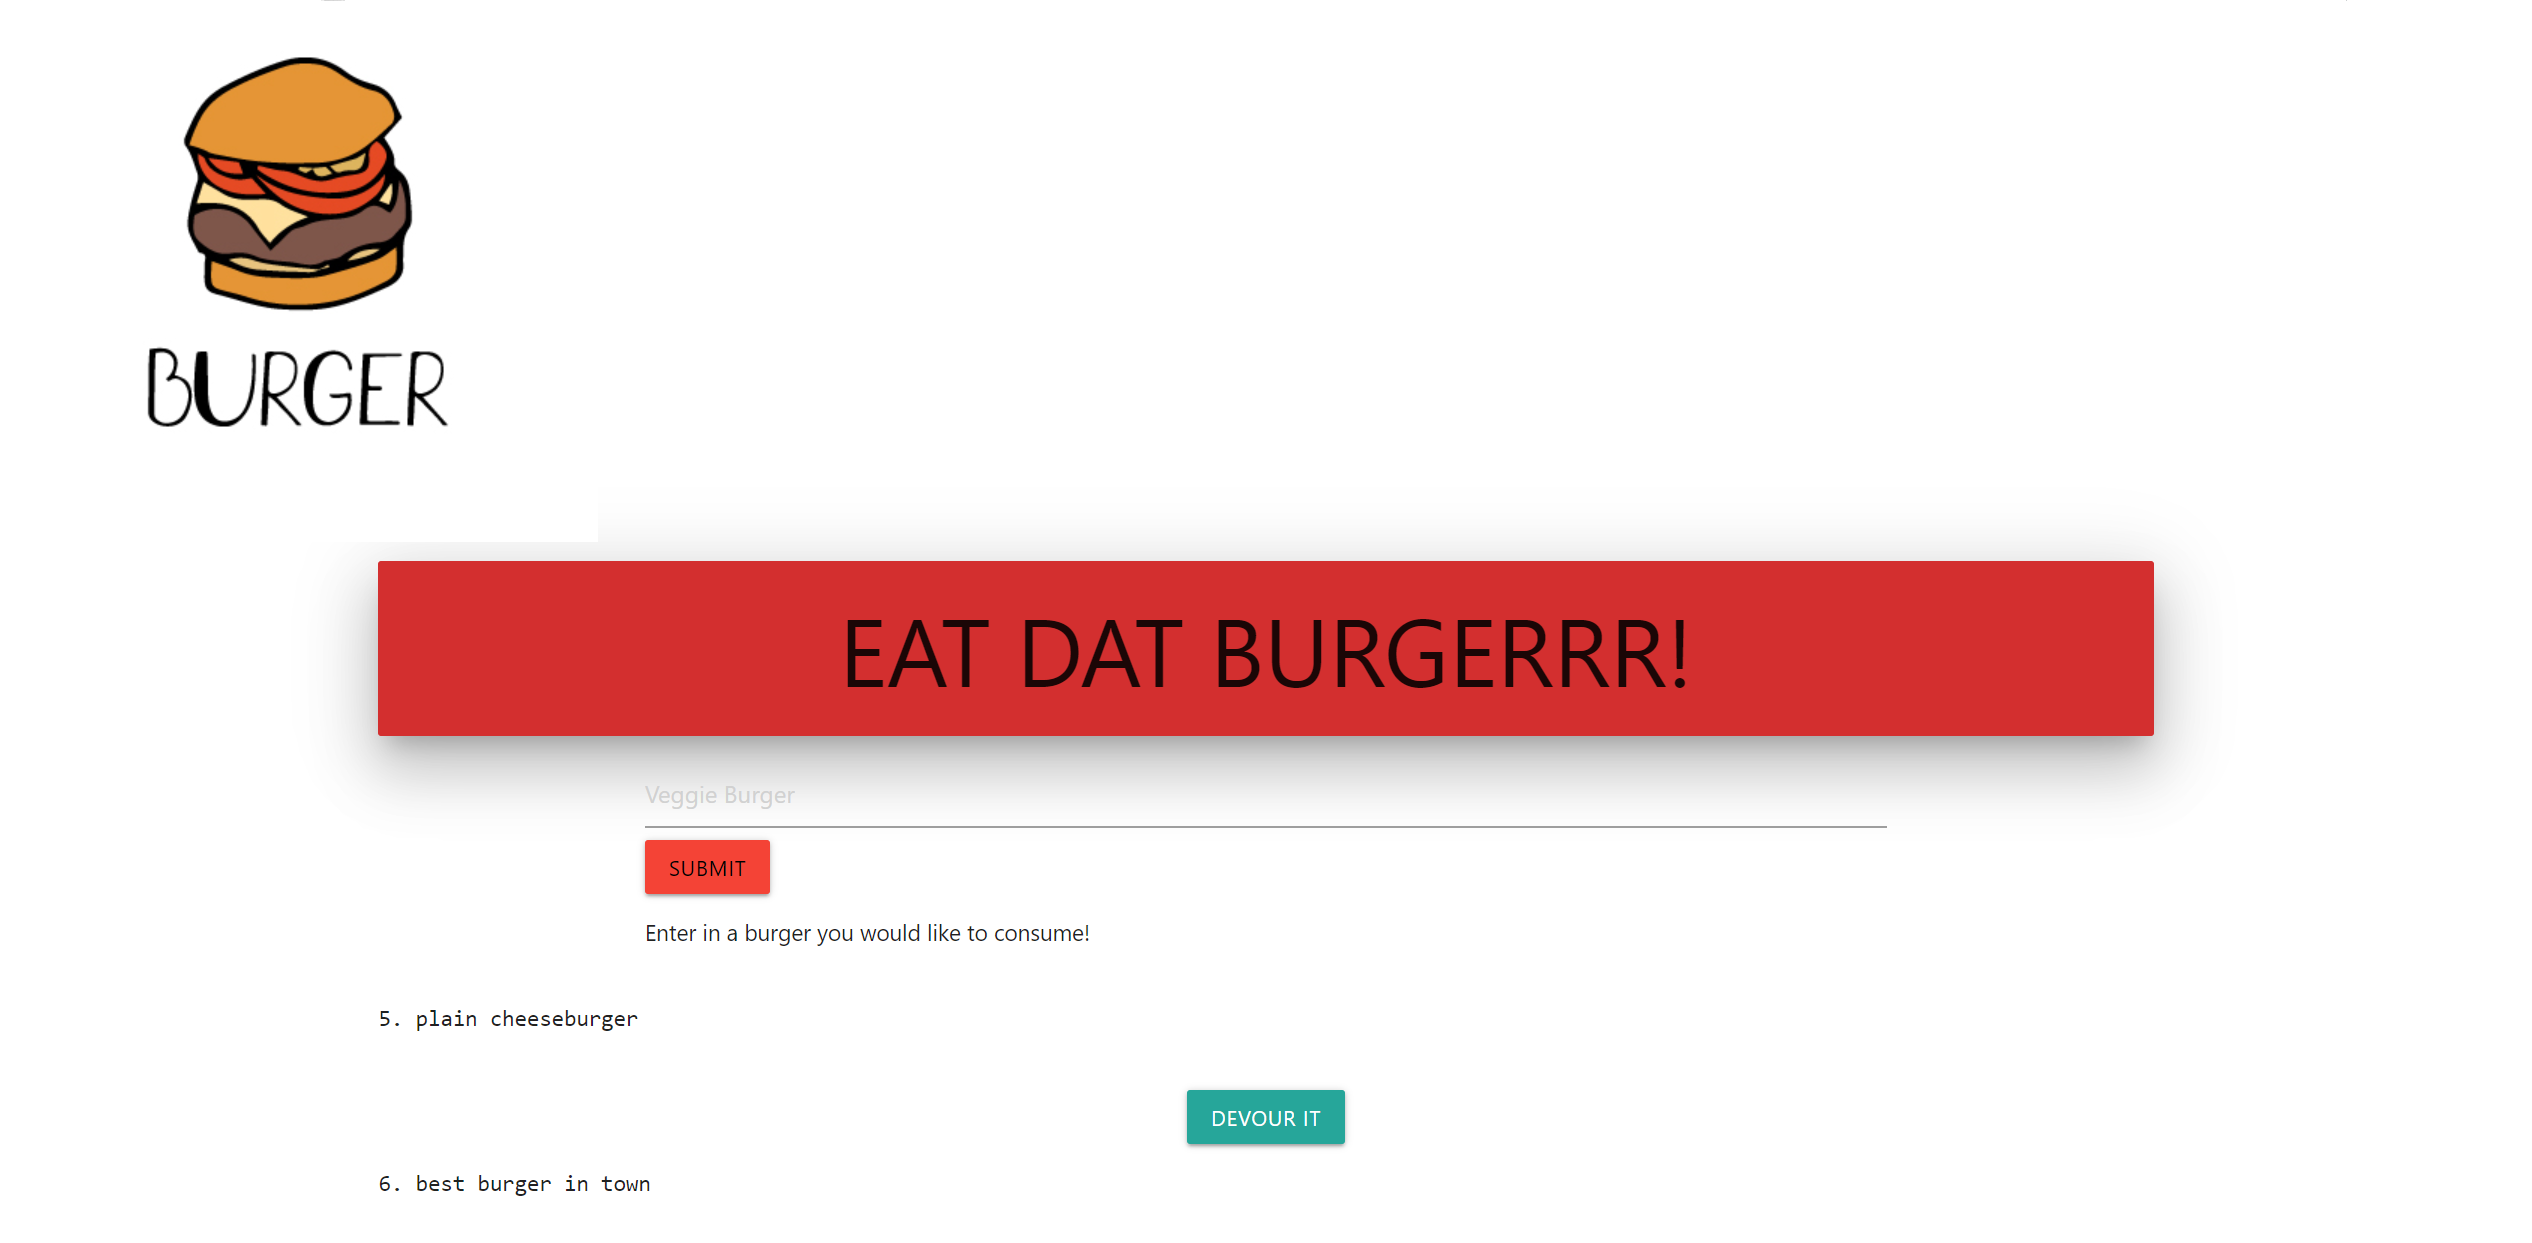 BURGER
EAT DAT BURGERRR!
Veggie Burger
SUBMIT
Enter in a burger you would like to consume!
5. plain cheeseburger
DEVOUR IT
6. best burger in town